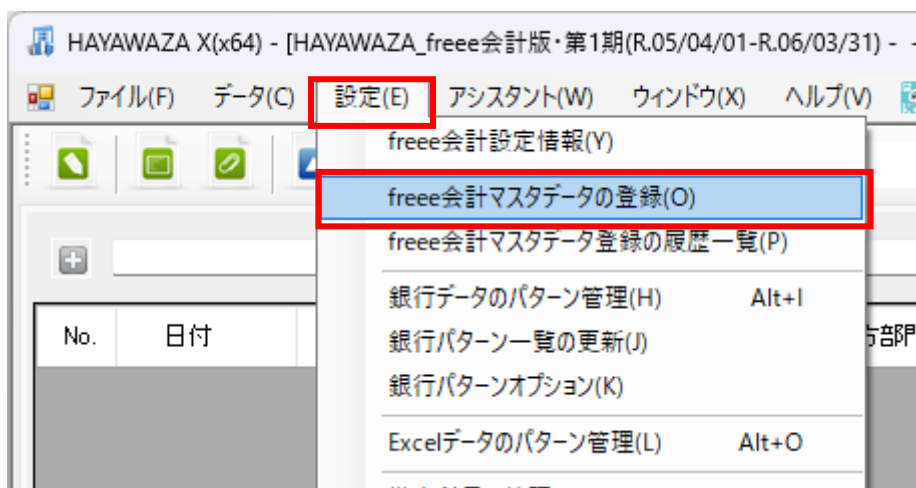 HAYAWAZA X(x64) - [HAYAWAZA_freee会計版・第1期(R.05/04/01-R.06/03/31) -
ファイル(F) データ(C) 設定(E) アシスタント(W) ウィンドウ(X) ヘルプ(V)
freee会計設定情報(Y)
freee会計マスタデータの登録(O)
freee会計マスタデータ登録の履歴一覧(P)
銀行データのパターン管理(H) Alt+I
No. 日付
方部門
銀行パターン一覧の更新(J)
銀行パターンオプション(K)
Excelデータのパターン管理(L) Alt+O